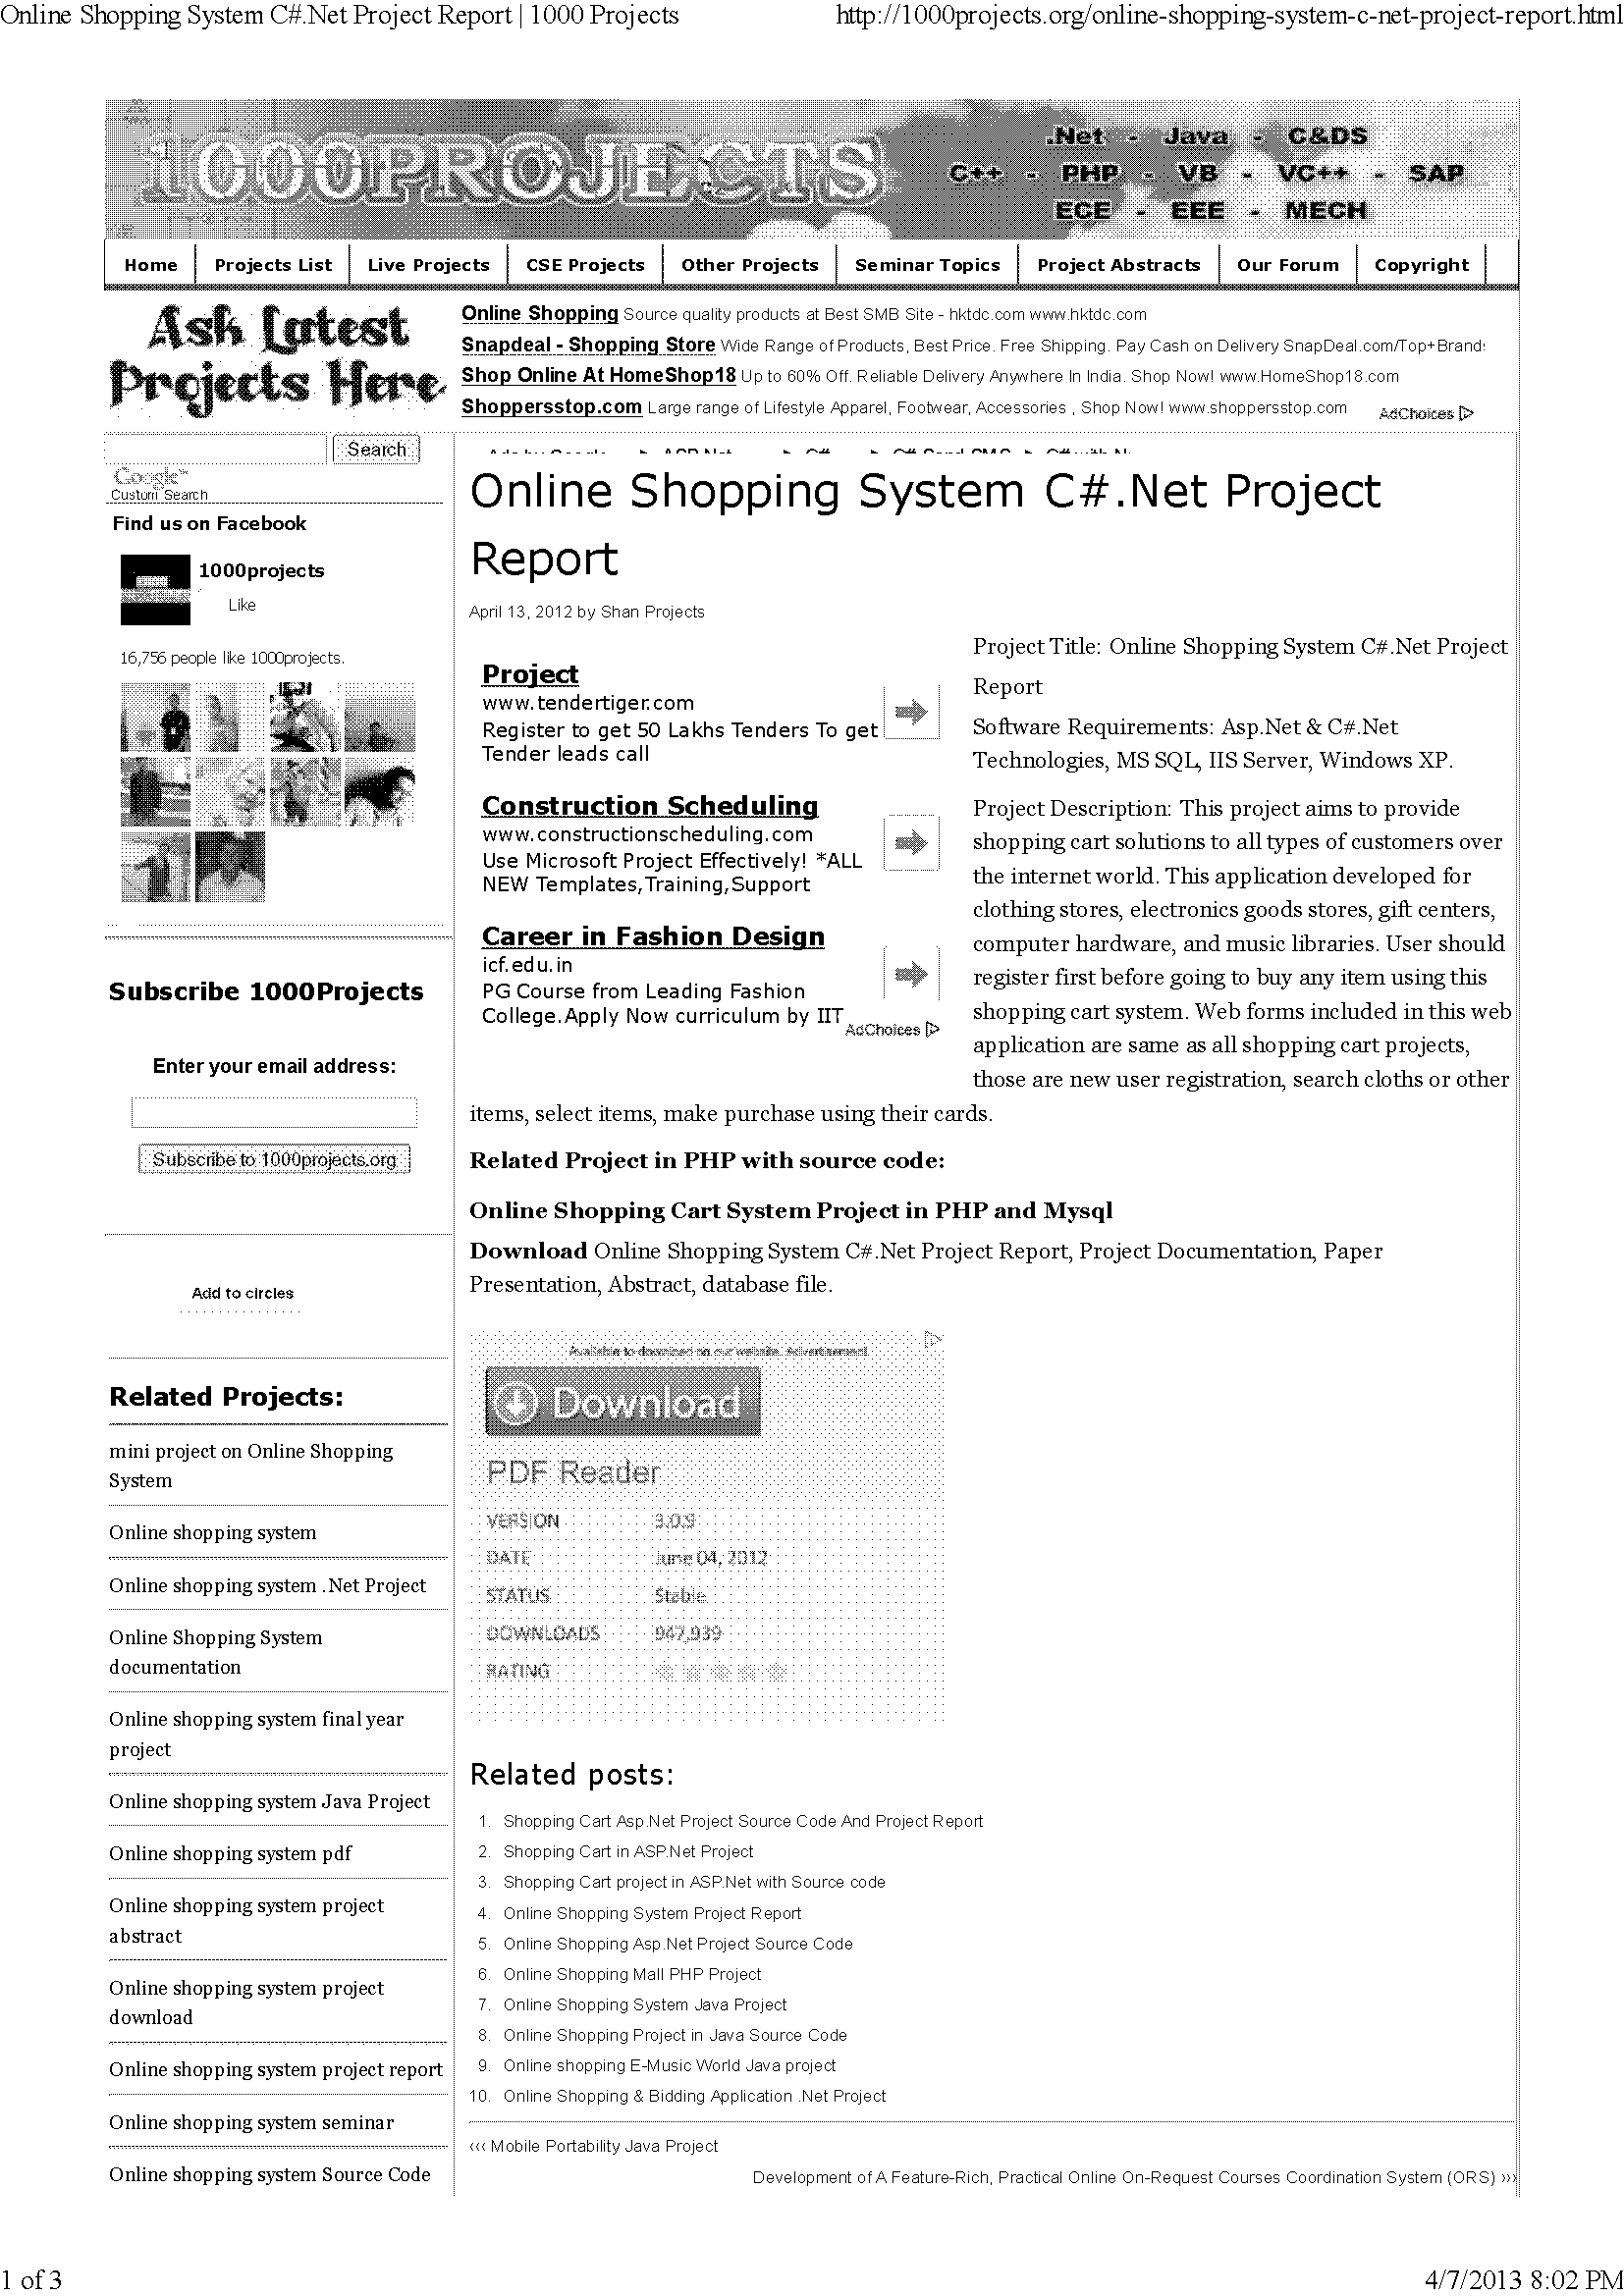 Online Shopping System C#.Net Project Report | 1000 Projects
http://1000projects.org/online-shopping-system-c-net-project-report.html
1000PROJECTS
.Net - Java - C&DS
C++ - PHP - VB - VC++ - SAP
ECE - EEE - MECH
Home
Projects List
Live Projects
CSE Projects
Other Projects
Seminar Topics
Project Abstracts
Our Forum
Copyright
Ask Latest
Projects Here
Online Shopping Source quality products at Best SMB Site - hktdc.com www.hktdc.com
Snapdeal - Shopping Store Wide Range of Products, Best Price. Free Shipping. Pay Cash on Delivery SnapDeal.com/Top+Brands
Shop Online At HomeShop18 Up to 60% Off. Reliable Delivery Anywhere In India. Shop Now! www.HomeShop18.com
Shoppersstop.com Large range of Lifestyle Apparel, Footwear, Accessories , Shop Now! www.shoppersstop.com
AdChoices
Search
Google™
Custom Search
Find us on Facebook
1000projects
Like
16,756 people like 1000projects.
Subscribe 1000Projects
Enter your email address:
Subscribe to 1000projects.org
Add to circles
Related Projects:
mini project on Online Shopping
System
Online shopping system
Online shopping system .Net Project
Online Shopping System
documentation
Online shopping system final year
project
Online shopping system Java Project
Online shopping system pdf
Online shopping system project
abstract
Online shopping system project
download
Online shopping system project report
Online shopping system seminar
Online shopping system Source Code
Online Shopping System C#.Net Project
Report
April 13, 2012 by Shan Projects
Project
www.tendertiger.com
Register to get 50 Lakhs Tenders To get
Tender leads call
Construction Scheduling
www.constructionscheduling.com
Use Microsoft Project Effectively! *ALL
NEW Templates,Training,Support
Career in Fashion Design
icf.edu.in
PG Course from Leading Fashion
College.Apply Now curriculum by IIT
AdChoices
Project Title: Online Shopping System C#.Net Project
Report
Software Requirements: Asp.Net & C#.Net
Technologies, MS SQL, IIS Server, Windows XP.
Project Description: This project aims to provide
shopping cart solutions to all types of customers over
the internet world. This application developed for
clothing stores, electronics goods stores, gift centers,
computer hardware, and music libraries. User should
register first before going to buy any item using this
shopping cart system. Web forms included in this web
application are same as all shopping cart projects,
those are new user registration, search cloths or other
items, select items, make purchase using their cards.
Related Project in PHP with source code:
Online Shopping Cart System Project in PHP and Mysql
Download Online Shopping System C#.Net Project Report, Project Documentation, Paper
Presentation, Abstract, database file.
Available to download on our website. Advertisement
Download
PDF Reader
VERSION 3.0.9
DATE June 04, 2012
STATUS Stable
DOWNLOADS 947,939
RATING
Related posts:
1. Shopping Cart Asp.Net Project Source Code And Project Report
2. Shopping Cart in ASP.Net Project
3. Shopping Cart project in ASP.Net with Source code
4. Online Shopping System Project Report
5. Online Shopping Asp.Net Project Source Code
6. Online Shopping Mall PHP Project
7. Online Shopping System Java Project
8. Online Shopping Project in Java Source Code
9. Online shopping E-Music World Java project
10. Online Shopping & Bidding Application .Net Project
‹‹‹ Mobile Portability Java Project
Development of A Feature-Rich, Practical Online On-Request Courses Coordination System (ORS) ›››
1 of 3
4/7/2013 8:02 PM